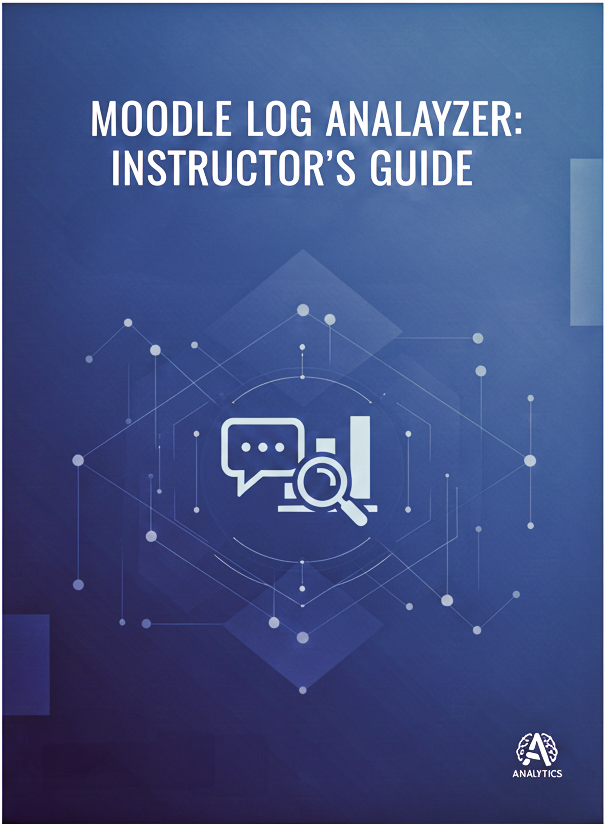 MOODLE LOG ANALAYZER:
INSTRUCTOR’S GUIDE
ANALYTICS